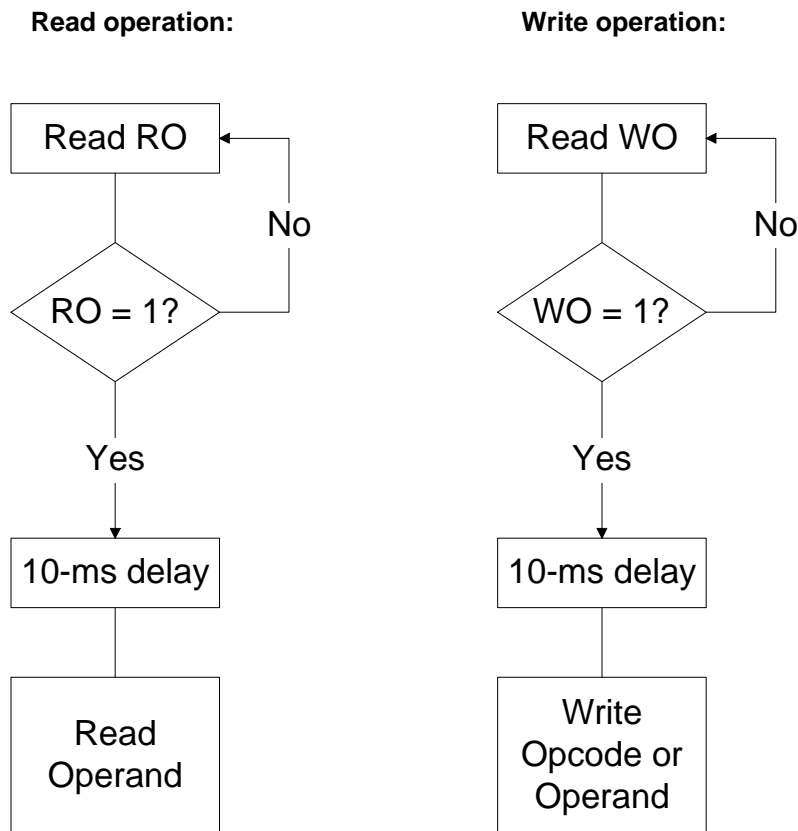 Read operation:
Read RO
No
RO = 1?
Yes
10-ms delay
Read
Operand
Write operation:
Read WO
No
WO = 1?
Yes
10-ms delay
Write
Opcode or
Operand